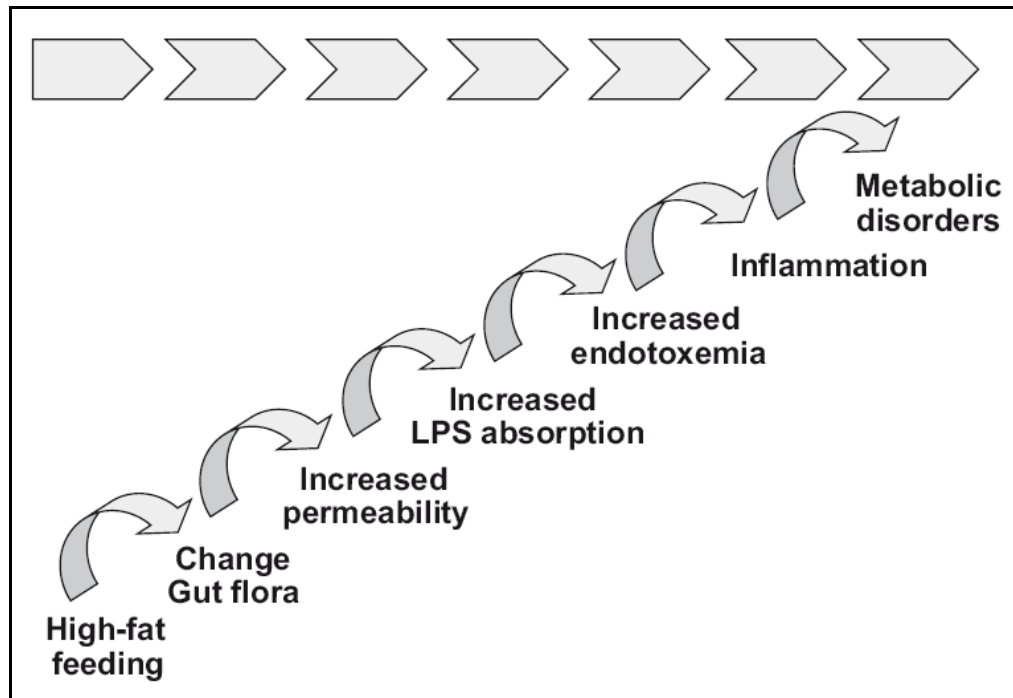 Metabolic
disorders
Inflammation
Increased
endotoxemia
Increased
LPS absorption
Increased
permeability
Change
Gut flora
High-fat
feeding